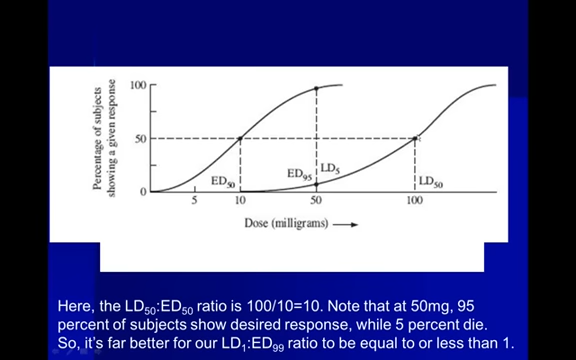 Percentage of subjects
showing a given response
100
50
0
ED50
ED95
LD5
LD50
5
10
50
100
Dose (milligrams)
Here, the LD50:ED50 ratio is 100/10=10. Note that at 50mg, 95
percent of subjects show desired response, while 5 percent die.
So, it's far better for our LD1:ED99 ratio to be equal to or less than 1.